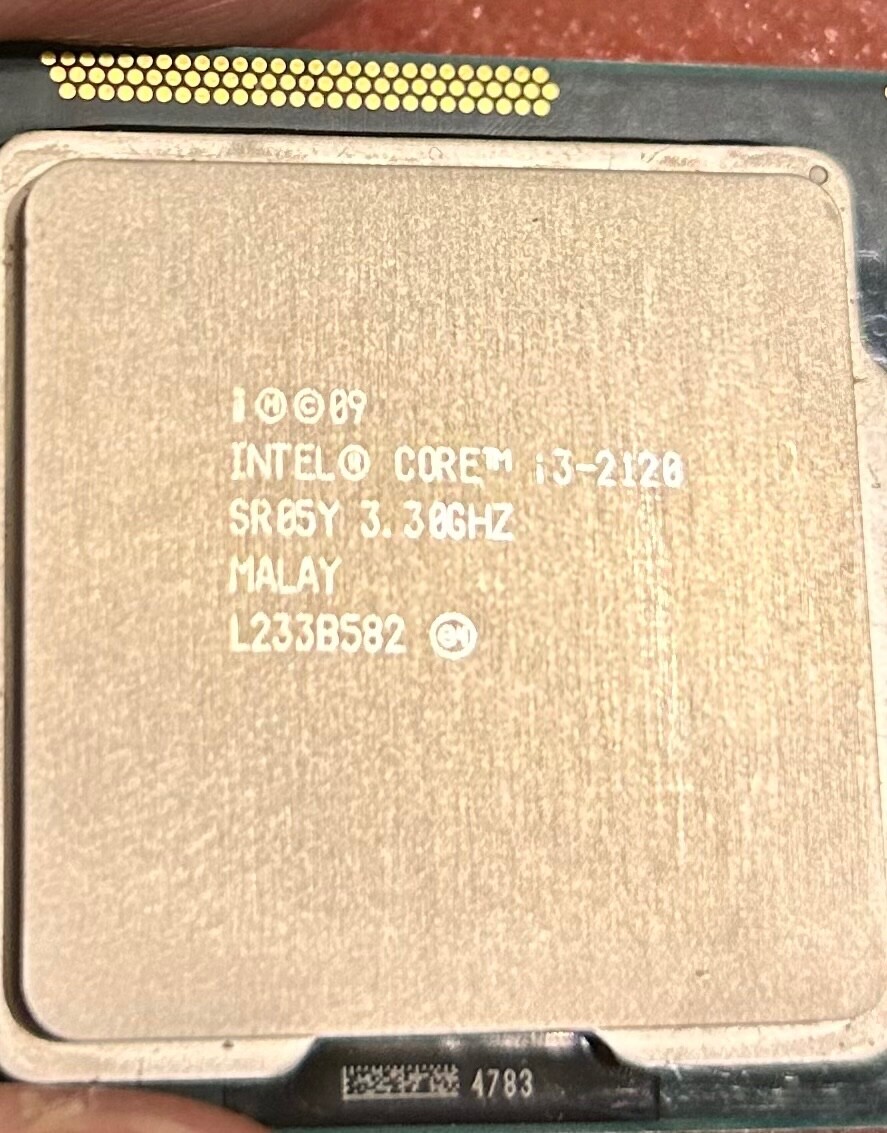 i Ⓜ © 09
INTEL® CORE™ i3-2120
SR05Y 3.30GHZ
MALAY
L233B582 e4
4783